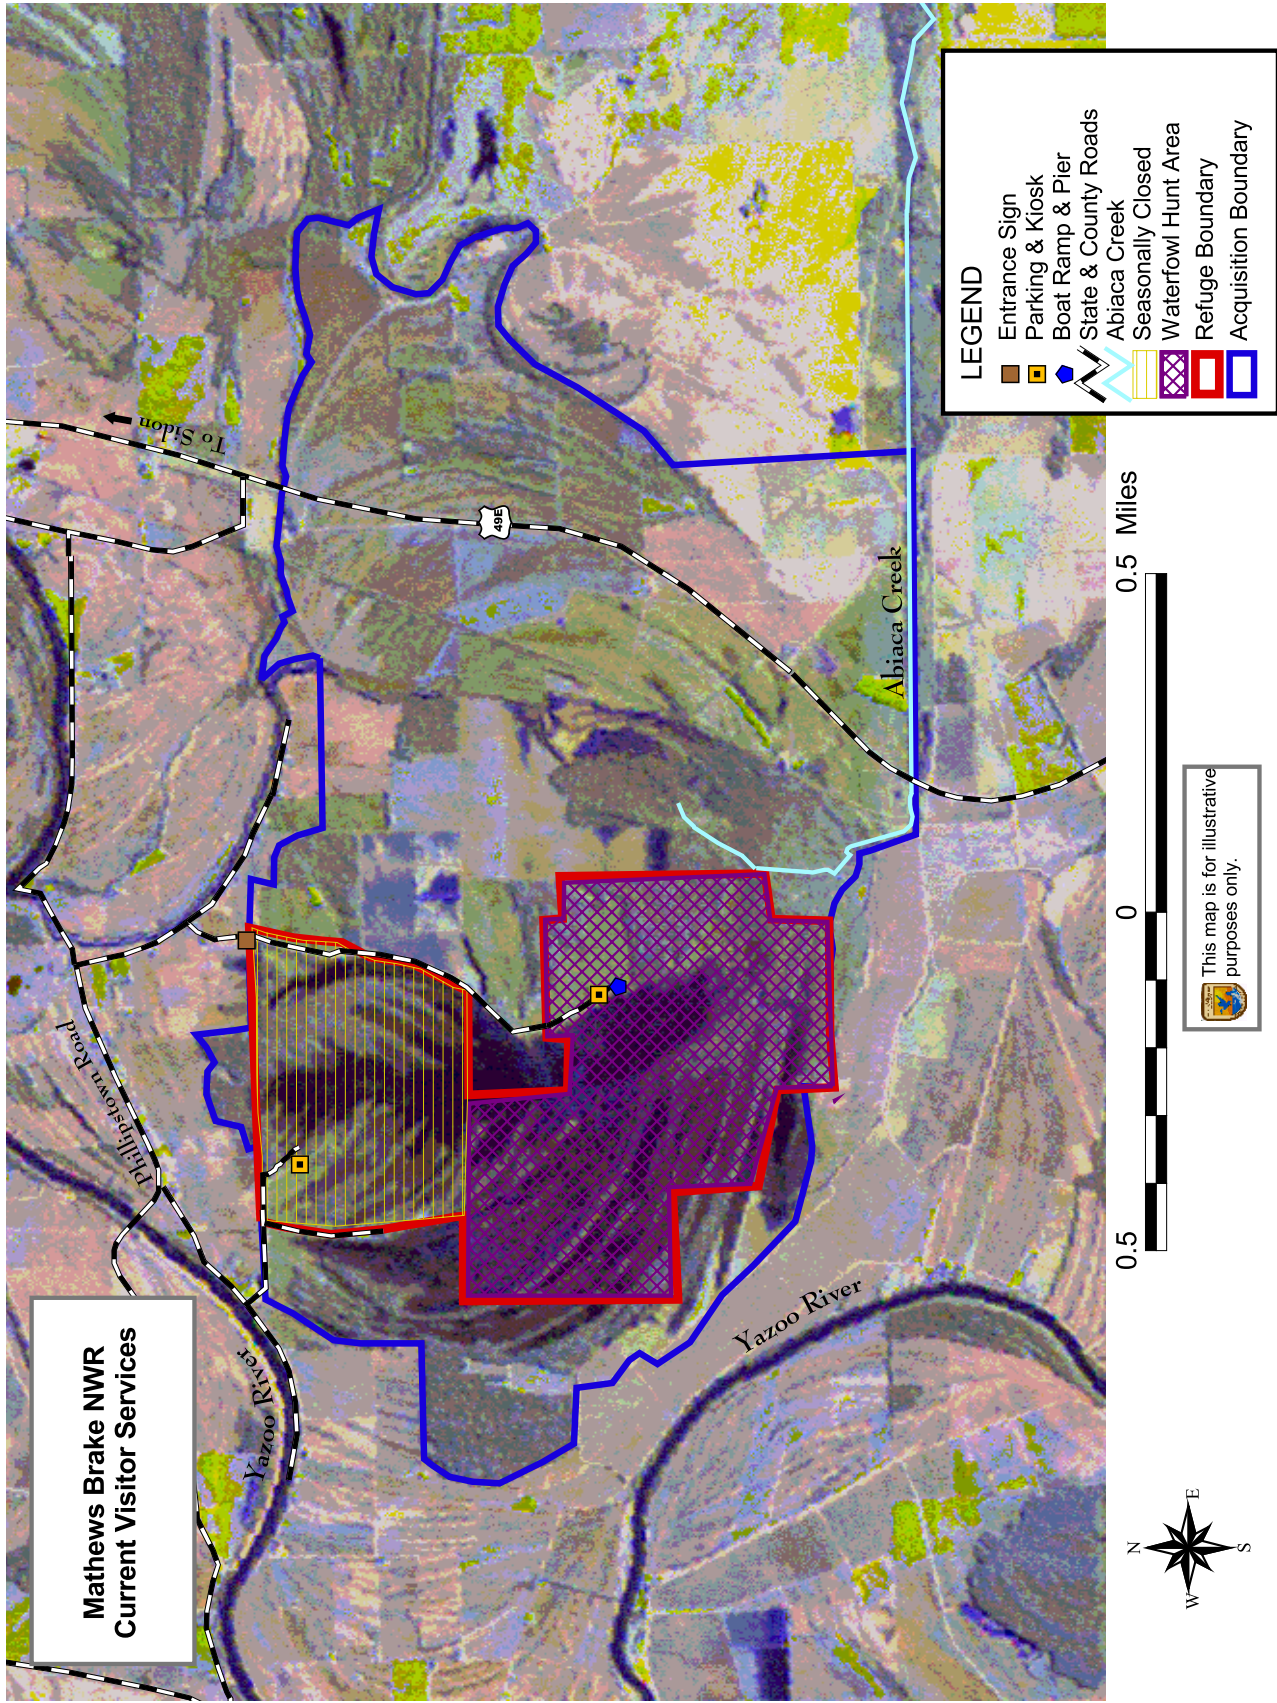 Mathews Brake NWR
Current Visitor Services
Phillipstown Road
To Sidon
49E
Yazoo River
Yazoo River
Abiaca Creek
LEGEND
Entrance Sign
Parking & Kiosk
Boat Ramp & Pier
State & County Roads
Abiaca Creek
Seasonally Closed
Waterfowl Hunt Area
Refuge Boundary
Acquisition Boundary
N
W E
S
0.5 0 0.5 Miles
This map is for illustrative
purposes only.